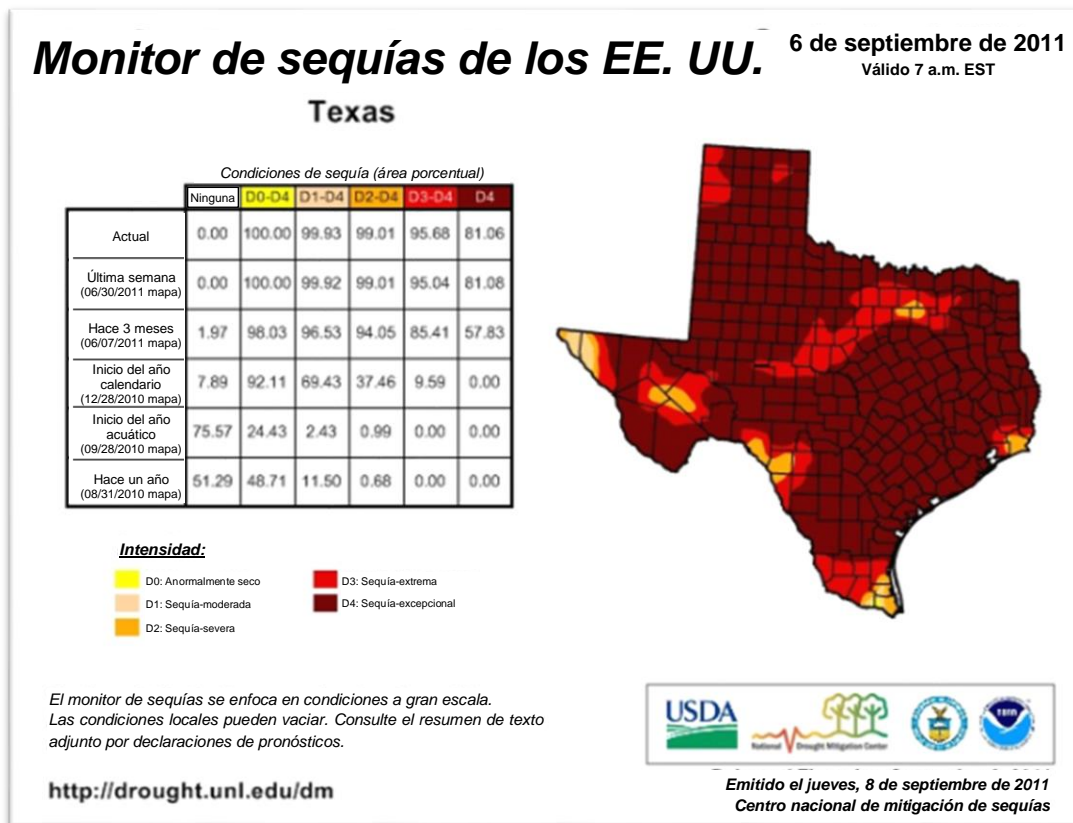 Monitor de sequías de los EE. UU.
6 de septiembre de 2011
Válido 7 a.m. EST
Texas
Condiciones de sequía (área porcentual)
Ninguna D0-D4 D1-D4 D2-D4 D3-D4 D4
Actual 0.00 100.00 99.93 99.01 95.68 81.06
Última semana
(06/30/2011 mapa) 0.00 100.00 99.92 99.01 95.04 81.08
Hace 3 meses
(06/07/2011 mapa) 1.97 98.03 96.53 94.05 85.41 57.83
Inicio del año
calendario
(12/28/2010 mapa) 7.89 92.11 69.43 37.46 9.59 0.00
Inicio del año
acuático
(09/28/2010 mapa) 75.57 24.43 2.43 0.99 0.00 0.00
Hace un año
(08/31/2010 mapa) 51.29 48.71 11.50 0.68 0.00 0.00
Intensidad:
D0: Anormalmente seco
D1: Sequía-moderada
D2: Sequía-severa
D3: Sequía-extrema
D4: Sequía-excepcional
El monitor de sequías se enfoca en condiciones a gran escala.
Las condiciones locales pueden vaciar. Consulte el resumen de texto
adjunto por declaraciones de pronósticos.
http://drought.unl.edu/dm
USDA
National Drought Mitigation Center
Emitido el jueves, 8 de septiembre de 2011
Centro nacional de mitigación de sequías